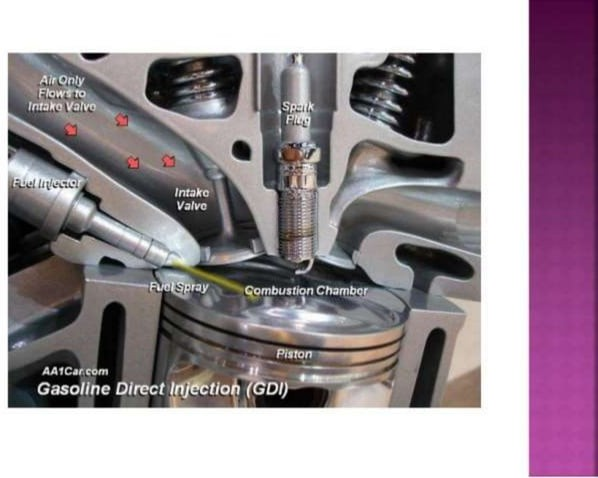 Air Only
Flows to
Intake Valve
Spark
Plug
Fuel Injector
Intake
Valve
Fuel Spray
Combustion Chamber
Piston
AA1Car.com
Gasoline Direct Injection (GDI)